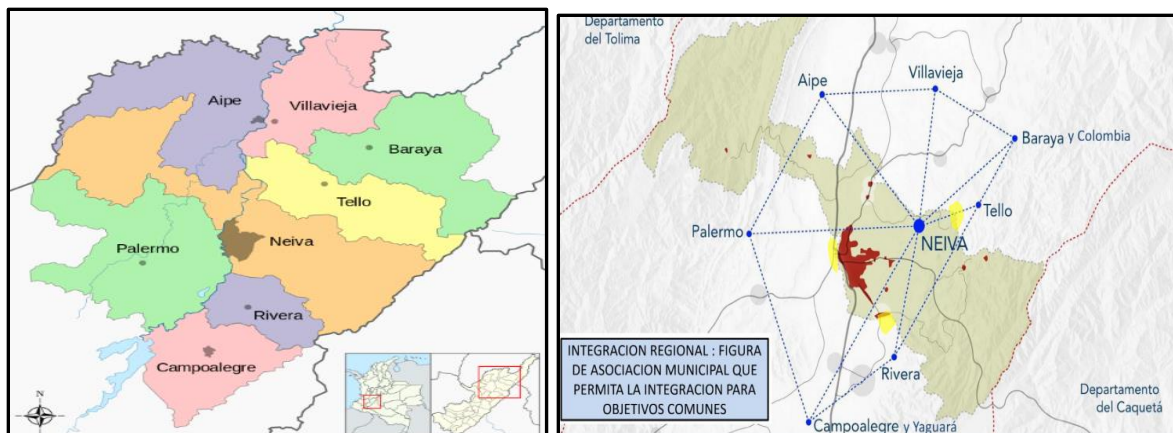 Aipe
Villavieja
Baraya
Tello
Neiva
Palermo
Rivera
Campoalegre
N
Departamento
del Tolima
Aipe
Villavieja
Baraya y Colombia
Tello
Palermo
NEIVA
Rivera
INTEGRACION REGIONAL : FIGURA
DE ASOCIACION MUNICIPAL QUE
PERMITA LA INTEGRACION PARA
OBJETIVOS COMUNES
Departamento
del Caquetá
Campoalegre y Yaguará